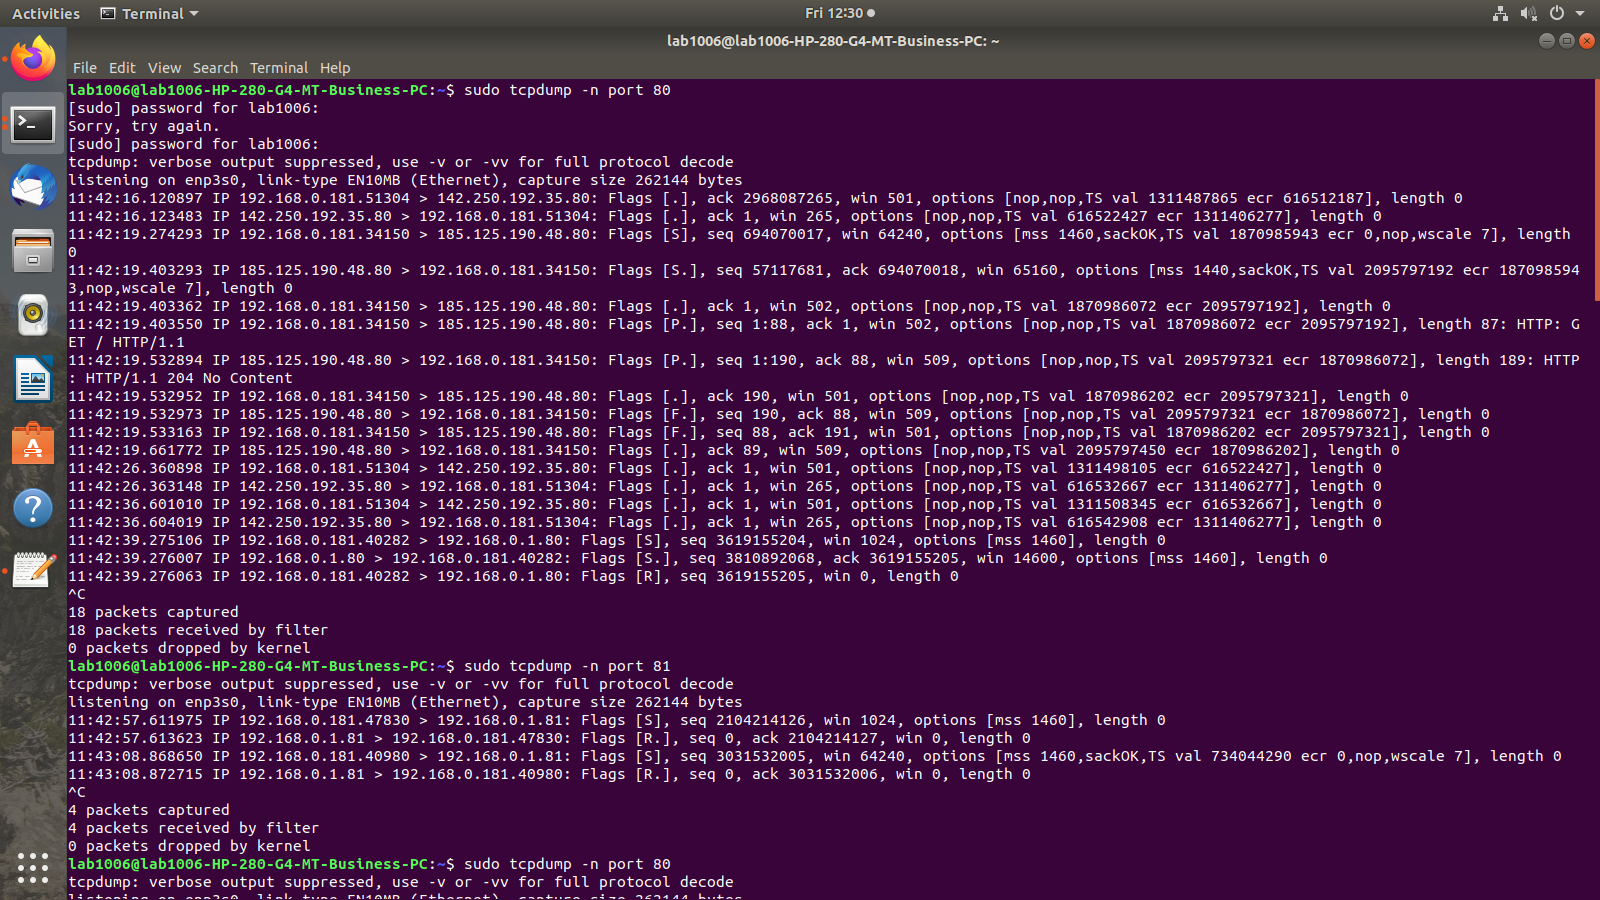 Activities Terminal Fri 12:30
lab1006@lab1006-HP-280-G4-MT-Business-PC: ~
File Edit View Search Terminal Help
lab1006@lab1006-HP-280-G4-MT-Business-PC:~$ sudo tcpdump -n port 80
[sudo] password for lab1006:
Sorry, try again.
[sudo] password for lab1006:
tcpdump: verbose output suppressed, use -v or -vv for full protocol decode
listening on enp3s0, link-type EN10MB (Ethernet), capture size 262144 bytes
11:42:16.120897 IP 192.168.0.181.51304 > 142.250.192.35.80: Flags [.], ack 2968087265, win 501, options [nop,nop,TS val 1311487865 ecr 616512187], length 0
11:42:16.123483 IP 142.250.192.35.80 > 192.168.0.181.51304: Flags [.], ack 1, win 265, options [nop,nop,TS val 616522427 ecr 1311406277], length 0
11:42:19.274293 IP 192.168.0.181.34150 > 185.125.190.48.80: Flags [S], seq 694070017, win 64240, options [mss 1460,sackOK,TS val 1870985943 ecr 0,nop,wscale 7], length
0
11:42:19.403293 IP 185.125.190.48.80 > 192.168.0.181.34150: Flags [S.], seq 57117681, ack 694070018, win 65160, options [mss 1440,sackOK,TS val 2095797192 ecr 187098594
3,nop,wscale 7], length 0
11:42:19.403362 IP 192.168.0.181.34150 > 185.125.190.48.80: Flags [.], ack 1, win 502, options [nop,nop,TS val 1870986072 ecr 2095797192], length 0
11:42:19.403550 IP 192.168.0.181.34150 > 185.125.190.48.80: Flags [P.], seq 1:88, ack 1, win 502, options [nop,nop,TS val 1870986072 ecr 2095797192], length 87: HTTP: G
ET / HTTP/1.1
11:42:19.532894 IP 185.125.190.48.80 > 192.168.0.181.34150: Flags [P.], seq 1:190, ack 88, win 509, options [nop,nop,TS val 2095797321 ecr 1870986072], length 189: HTTP
: HTTP/1.1 204 No Content
11:42:19.532952 IP 192.168.0.181.34150 > 185.125.190.48.80: Flags [.], ack 190, win 501, options [nop,nop,TS val 1870986202 ecr 2095797321], length 0
11:42:19.532973 IP 185.125.190.48.80 > 192.168.0.181.34150: Flags [F.], seq 190, ack 88, win 509, options [nop,nop,TS val 2095797321 ecr 1870986072], length 0
11:42:19.533163 IP 192.168.0.181.34150 > 185.125.190.48.80: Flags [F.], seq 88, ack 191, win 501, options [nop,nop,TS val 1870986202 ecr 2095797321], length 0
11:42:19.661772 IP 185.125.190.48.80 > 192.168.0.181.34150: Flags [.], ack 89, win 509, options [nop,nop,TS val 2095797450 ecr 1870986202], length 0
11:42:26.360898 IP 192.168.0.181.51304 > 142.250.192.35.80: Flags [.], ack 1, win 501, options [nop,nop,TS val 1311498105 ecr 616522427], length 0
11:42:26.363148 IP 142.250.192.35.80 > 192.168.0.181.51304: Flags [.], ack 1, win 265, options [nop,nop,TS val 616532667 ecr 1311406277], length 0
11:42:36.601010 IP 192.168.0.181.51304 > 142.250.192.35.80: Flags [.], ack 1, win 501, options [nop,nop,TS val 1311508345 ecr 616532667], length 0
11:42:36.604019 IP 142.250.192.35.80 > 192.168.0.181.51304: Flags [.], ack 1, win 265, options [nop,nop,TS val 616542908 ecr 1311406277], length 0
11:42:39.275106 IP 192.168.0.181.40282 > 192.168.0.1.80: Flags [S], seq 3619155204, win 1024, options [mss 1460], length 0
11:42:39.276007 IP 192.168.0.1.80 > 192.168.0.181.40282: Flags [S.], seq 3810892068, ack 3619155205, win 14600, options [mss 1460], length 0
11:42:39.276063 IP 192.168.0.181.40282 > 192.168.0.1.80: Flags [R], seq 3619155205, win 0, length 0
^C
18 packets captured
18 packets received by filter
0 packets dropped by kernel
lab1006@lab1006-HP-280-G4-MT-Business-PC:~$ sudo tcpdump -n port 81
tcpdump: verbose output suppressed, use -v or -vv for full protocol decode
listening on enp3s0, link-type EN10MB (Ethernet), capture size 262144 bytes
11:42:57.611975 IP 192.168.0.181.47830 > 192.168.0.1.81: Flags [S], seq 2104214126, win 1024, options [mss 1460], length 0
11:42:57.613623 IP 192.168.0.1.81 > 192.168.0.181.47830: Flags [R.], seq 0, ack 2104214127, win 0, length 0
11:43:08.868650 IP 192.168.0.181.40980 > 192.168.0.1.81: Flags [S], seq 3031532005, win 64240, options [mss 1460,sackOK,TS val 734044290 ecr 0,nop,wscale 7], length 0
11:43:08.872715 IP 192.168.0.1.81 > 192.168.0.181.40980: Flags [R.], seq 0, ack 3031532006, win 0, length 0
^C
4 packets captured
4 packets received by filter
0 packets dropped by kernel
lab1006@lab1006-HP-280-G4-MT-Business-PC:~$ sudo tcpdump -n port 80
tcpdump: verbose output suppressed, use -v or -vv for full protocol decode
listening on enp3s0, link-type EN10MB (Ethernet), capture size 262144 bytes